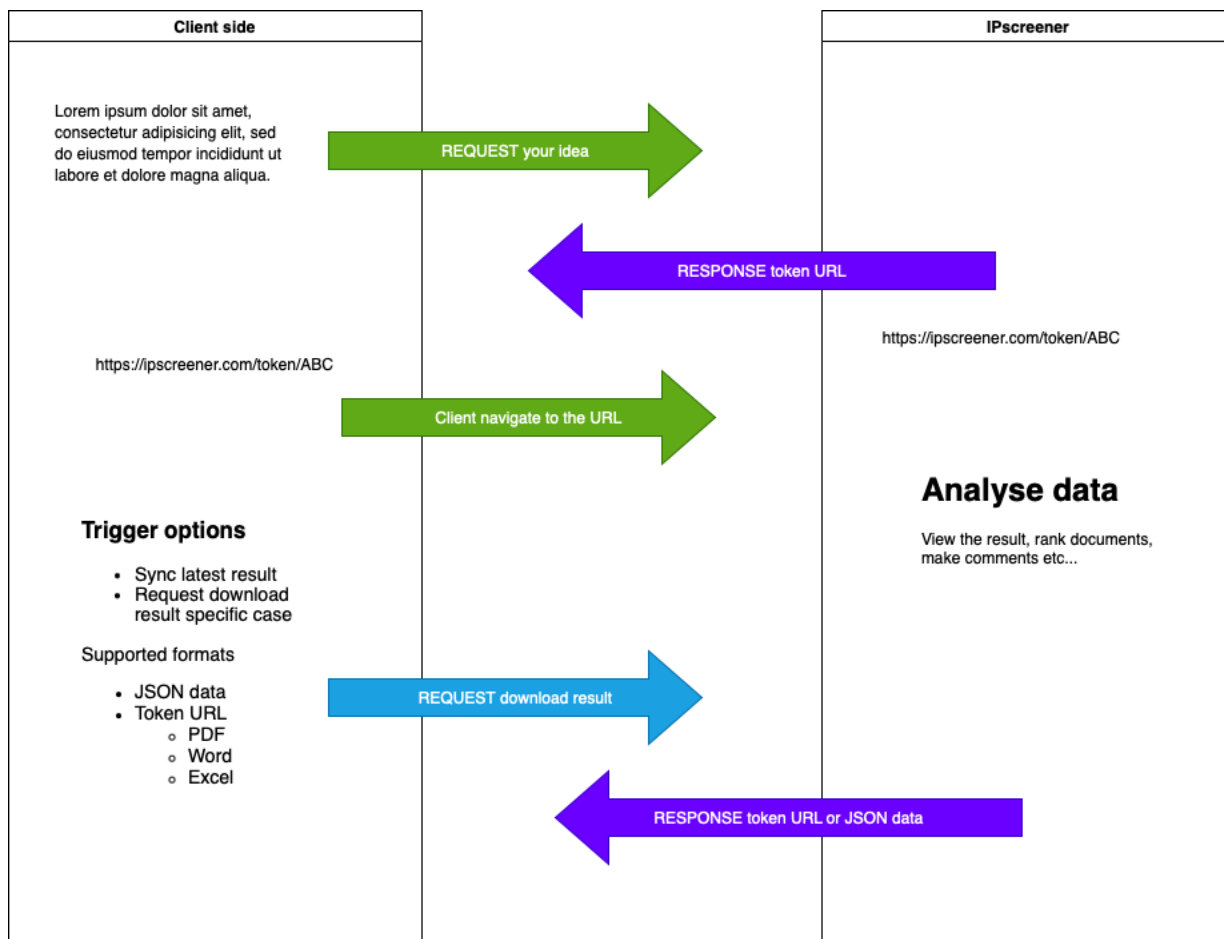 Client side
IPscreener
Lorem ipsum dolor sit amet,
consectetur adipisicing elit, sed
do eiusmod tempor incididunt ut
labore et dolore magna aliqua.
REQUEST your idea
RESPONSE token URL
https://ipscreener.com/token/ABC
https://ipscreener.com/token/ABC
Client navigate to the URL
Analyse data
View the result, rank documents,
make comments etc...
Trigger options
• Sync latest result
• Request download
result specific case
Supported formats
• JSON data
• Token URL
○ PDF
○ Word
○ Excel
REQUEST download result
RESPONSE token URL or JSON data